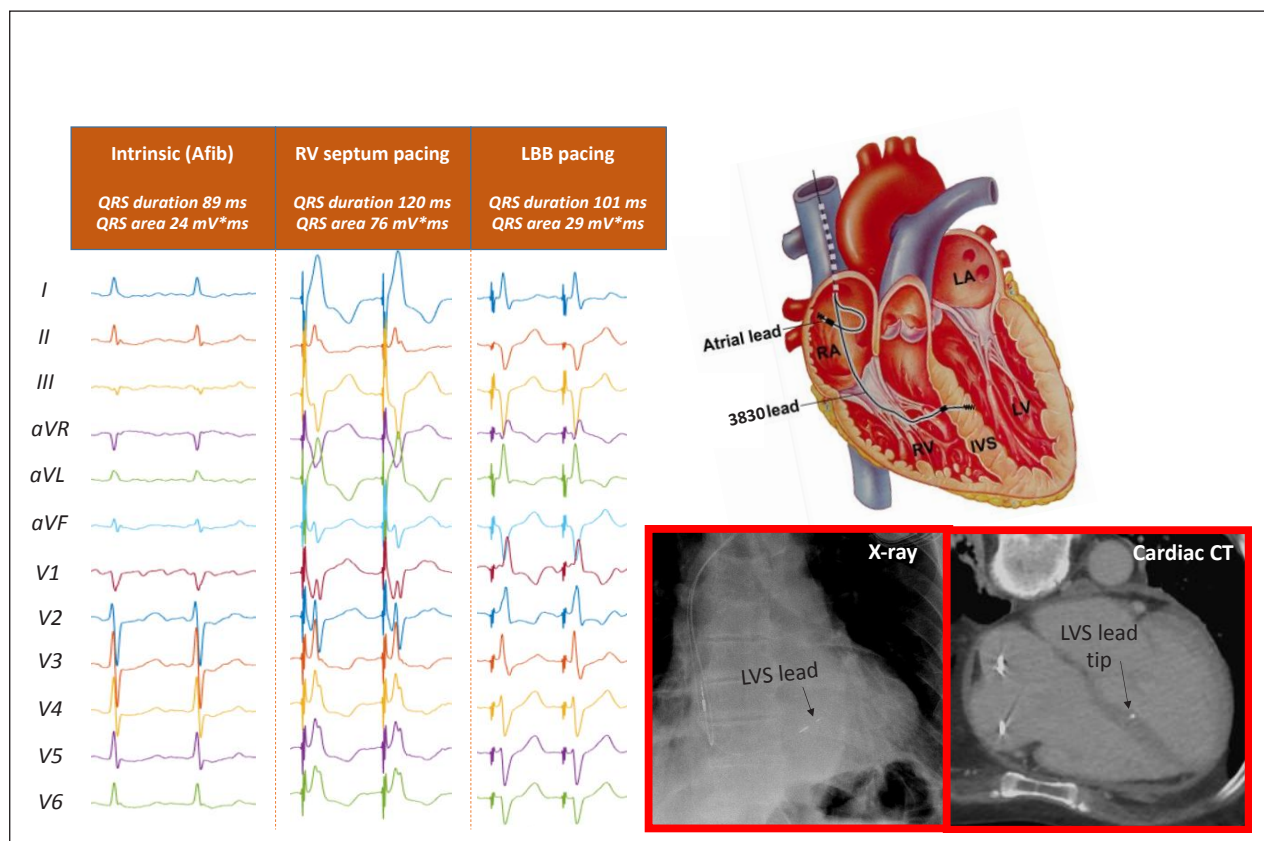 Intrinsic (Afib)
QRS duration 89 ms
QRS area 24 mV*ms
RV septum pacing
QRS duration 120 ms
QRS area 76 mV*ms
LBB pacing
QRS duration 101 ms
QRS area 29 mV*ms
I
II
III
aVR
aVL
aVF
V1
V2
V3
V4
V5
V6
LA
Atrial lead
RA
3830 lead
RV
IVS
LV
X-ray
LVS lead
Cardiac CT
LVS lead
tip